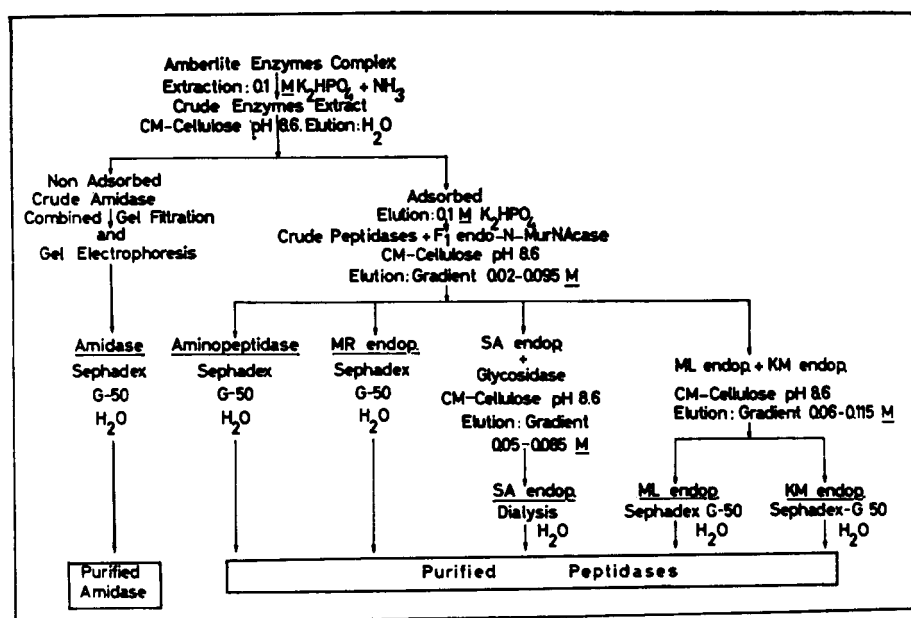 Amberlite Enzymes Complex
Extraction: 0.1 M K2HPO4 + NH3
Crude Enzymes Extract
CM-Cellulose pH 8.6. Elution: H2O
Non Adsorbed
Crude Amidase
Combined Gel Filtration
and
Gel Electrophoresis
Adsorbed
Elution: 0.1 M K2HPO4
Crude Peptidases + F1 endo-N-MurNAcase
CM-Cellulose pH 8.6
Elution: Gradient 0.02-0.095 M
Amidase
Sephadex
G-50
H2O
Aminopeptidase
Sephadex
G-50
H2O
MR endop.
Sephadex
G-50
H2O
SA endop.
+
Glycosidase
CM-Cellulose pH 8.6
Elution: Gradient
0.05-0.085 M
SA endop.
Dialysis
H2O
ML endop. + KM endop.
CM-Cellulose pH 8.6
Elution: Gradient 0.06-0.115 M
ML endop.
Sephadex G-50
H2O
KM endop.
Sephadex-G 50
H2O
Purified
Amidase
Purified Peptidases